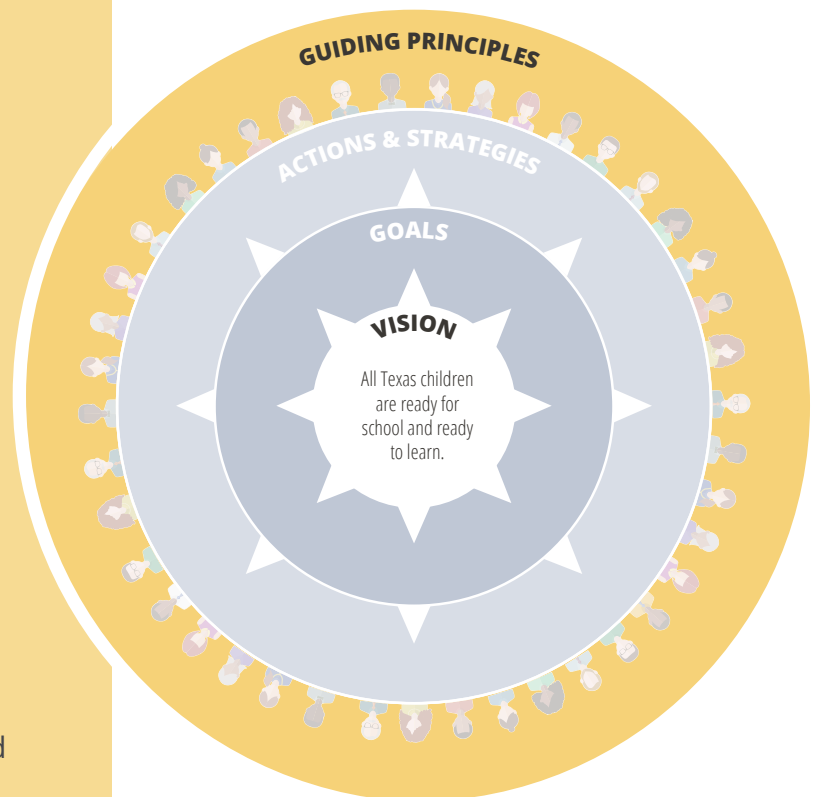 GUIDING PRINCIPLES
ACTIONS & STRATEGIES
GOALS
VISION
All Texas children
are ready for
school and ready
to learn.
d